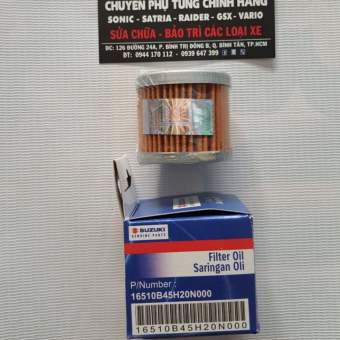 CHUYÊN PHỤ TÙNG CHÍNH HÃNG
SONIC - SATRIA - RAIDER - GSX - VARIO
SỬA CHỮA - BẢO TRÌ CÁC LOẠI XE
ĐC: 126 ĐƯỜNG 24A, P. BÌNH TRỊ ĐÔNG B, Q. BÌNH TÂN, TP.HCM
ĐT: 0944 170 112 - 0939 647 399
SUZUKI
GENUINE PARTS
Filter Oil
Saringan Oli
P/Number :
16510B45H20N000
16510B45H20N000